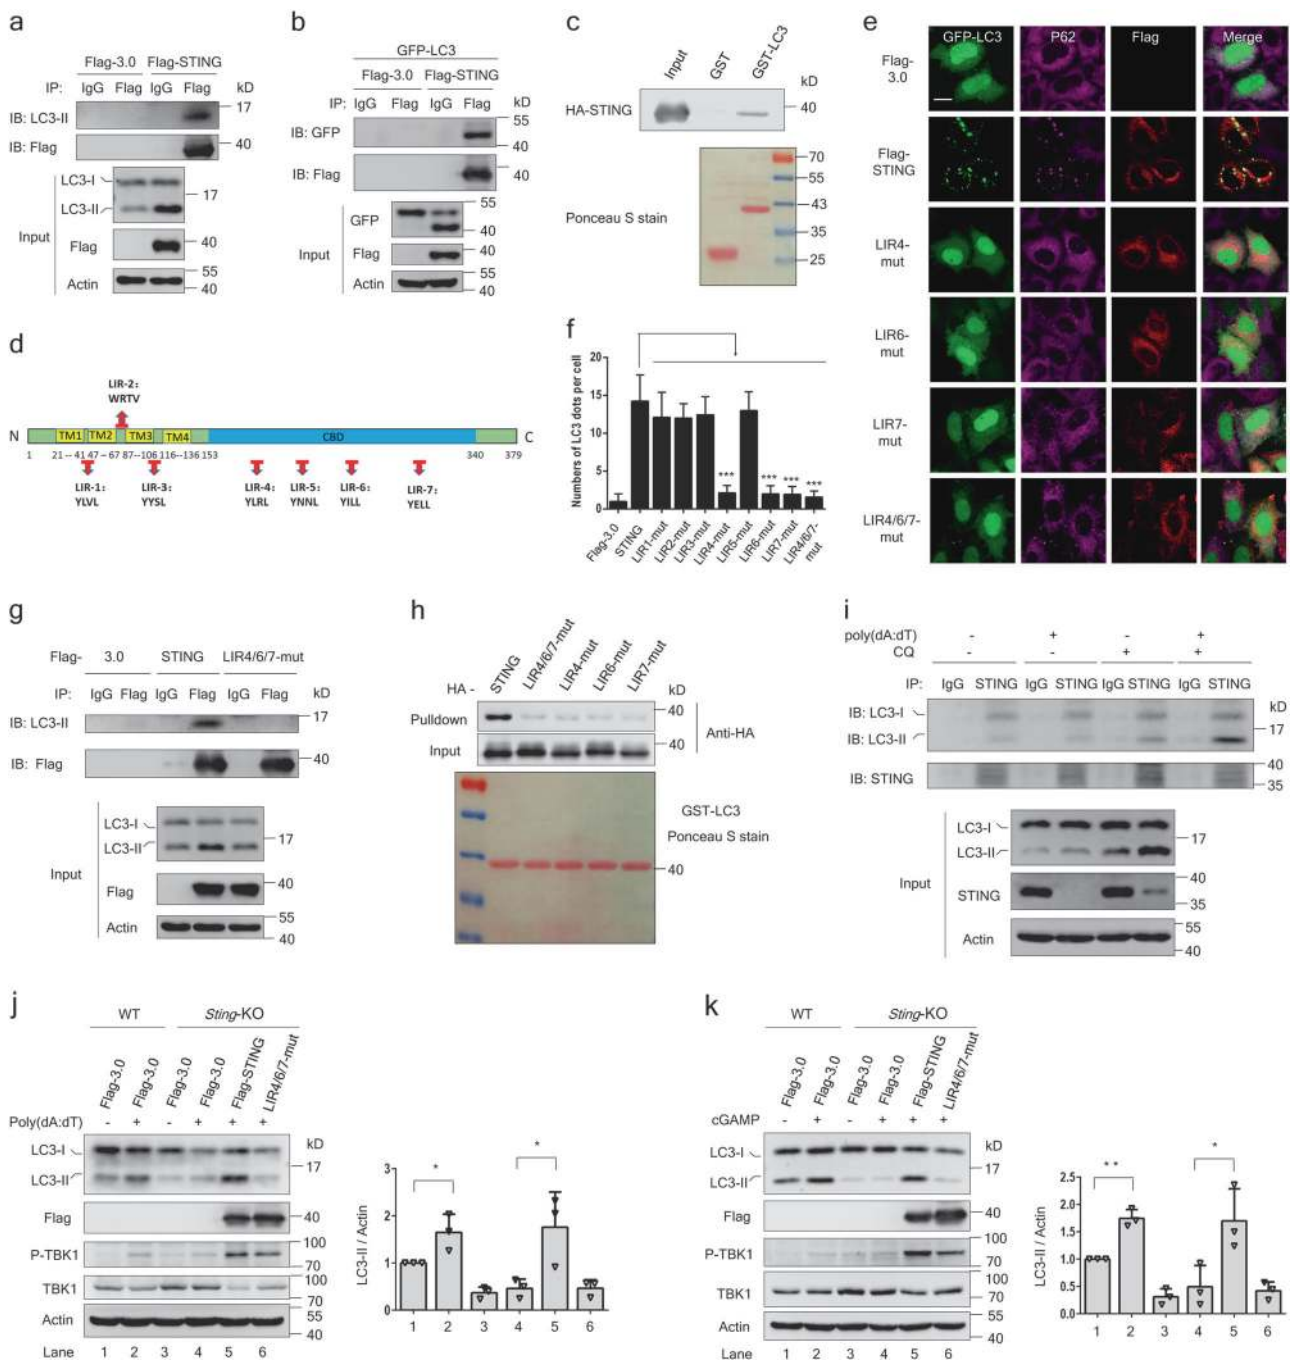 a
Flag-3.0 Flag-STING
IP: IgG Flag IgG Flag kD
IB: LC3-II 17
IB: Flag 40
LC3-I
17
LC3-II
Input
Flag 40
Actin 55
40
b
GFP-LC3
Flag-3.0 Flag-STING
IP: IgG Flag IgG Flag kD
IB: GFP 55
40
IB: Flag 40
Input
GFP 55
40
Flag 40
Actin 55
40
c
Input GST GST-LC3 kD
HA-STING 40
Ponceau S stain
70
55
43
35
25
d
LIR-2:
WRTV
N TM1 TM2 TM3 TM4 CBD C
1 21 -- 41 47 -- 67 87--106 116--136 153 340 379
LIR-1: LIR-3: LIR-4: LIR-5: LIR-6: LIR-7:
YLVL YYSL YLRL YNNL YILL YELL
e
GFP-LC3 P62 Flag Merge
Flag-
3.0
Flag-
STING
LIR4-
mut
LIR6-
mut
LIR7-
mut
LIR4/6/7-
mut
f
Numbers of LC3 dots per cell
20
15
10
5
0
*** *** *** ***
Flag-3.0 STING LIR1-mut LIR2-mut LIR3-mut LIR4-mut LIR5-mut LIR6-mut LIR7-mut LIR4/6/7-
mut
g
Flag- 3.0 STING LIR4/6/7-mut
IP: IgG Flag IgG Flag IgG Flag kD
IB: LC3-II 17
IB: Flag 40
LC3-I
17
LC3-II
Input
Flag 40
Actin 55
40
h
HA - STING LIR4/6/7-mut LIR4-mut LIR6-mut LIR7-mut kD
Pulldown 40
Anti-HA
Input 40
GST-LC3
Ponceau S stain
40
i
poly(dA:dT) - + - +
CQ - - + +
IP: IgG STING IgG STING IgG STING IgG STING
kD
IB: LC3-I
17
IB: LC3-II
IB: STING 40
35
LC3-I
17
LC3-II
Input
STING 40
35
Actin 55
40
j
WT Sting-KO
Flag-3.0 Flag-3.0 Flag-3.0 Flag-3.0 Flag-STING LIR4/6/7-mut
Poly(dA:dT) - + - + + +
LC3-I kD
17
LC3-II
Flag 40
P-TBK1 100
70
TBK1 100
70
Actin 55
40
Lane 1 2 3 4 5 6
LC3-II / Actin
3
2
1
0
* *
1 2 3 4 5 6
k
WT Sting-KO
Flag-3.0 Flag-3.0 Flag-3.0 Flag-3.0 Flag-STING LIR4/6/7-mut
cGAMP - + - + + +
LC3-I kD
17
LC3-II
Flag 40
P-TBK1 100
70
TBK1 100
70
Actin 55
40
Lane 1 2 3 4 5 6
LC3-II / Actin
2.5
2.0
1.5
1.0
0.5
0.0
** *
1 2 3 4 5 6